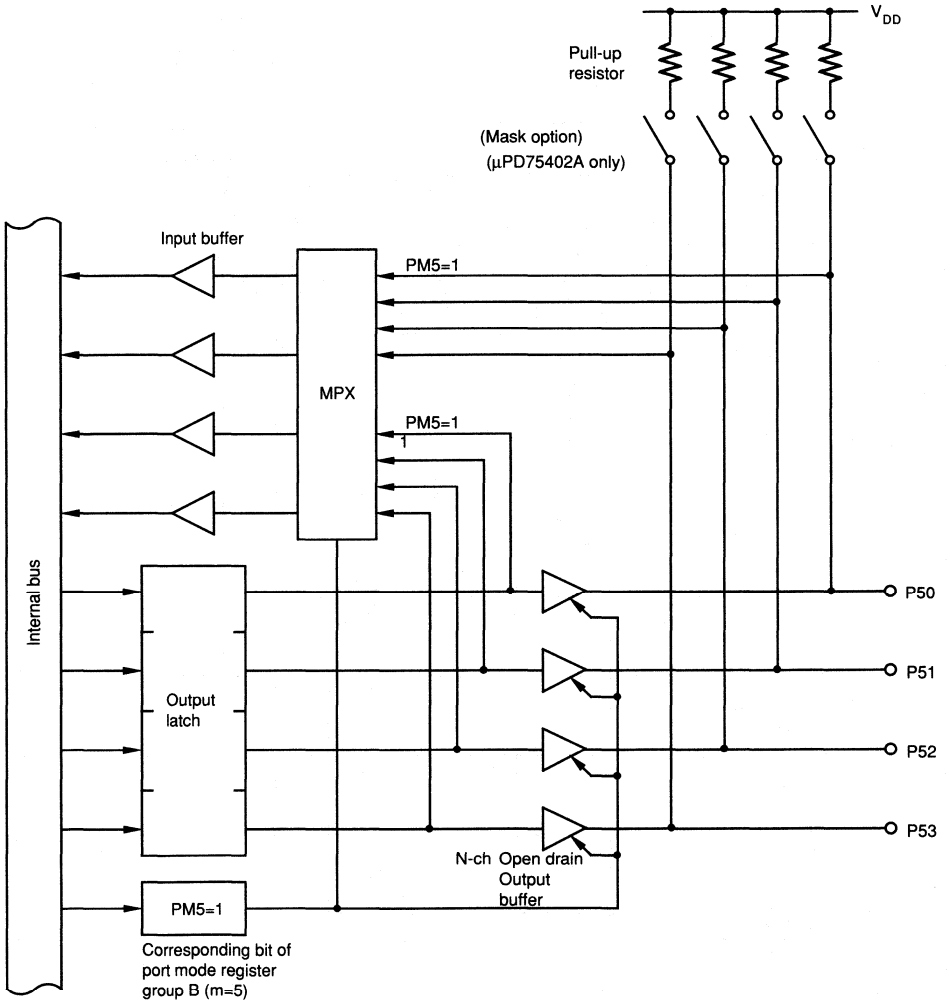 V DD
Pull-up
resistor
(Mask option)
(µPD75402A only)
Input buffer
PM5=1
MPX
PM5=1
1
Internal bus
Output
latch
P50
P51
P52
P53
N-ch Open drain
Output
buffer
PM5=1
Corresponding bit of
port mode register
group B (m=5)